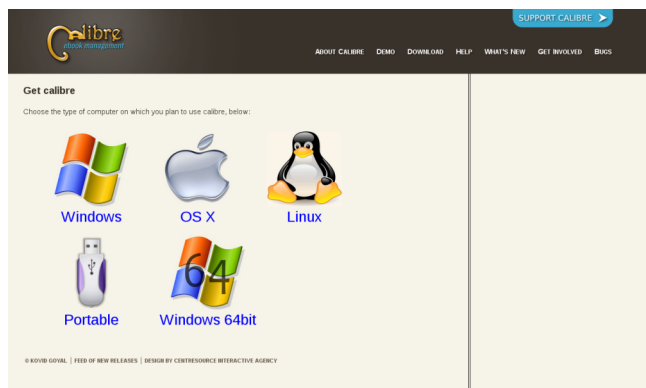 SUPPORT CALIBRE
Calibre
ebook management
ABOUT CALIBRE DEMO DOWNLOAD HELP WHAT'S NEW GET INVOLVED BUGS
Get calibre
Choose the type of computer on which you plan to use calibre, below:
Windows OS X Linux
64
Portable Windows 64bit
© KOVID GOYAL | FEED OF NEW RELEASES | DESIGN BY CENTRESOURCE INTERACTIVE AGENCY